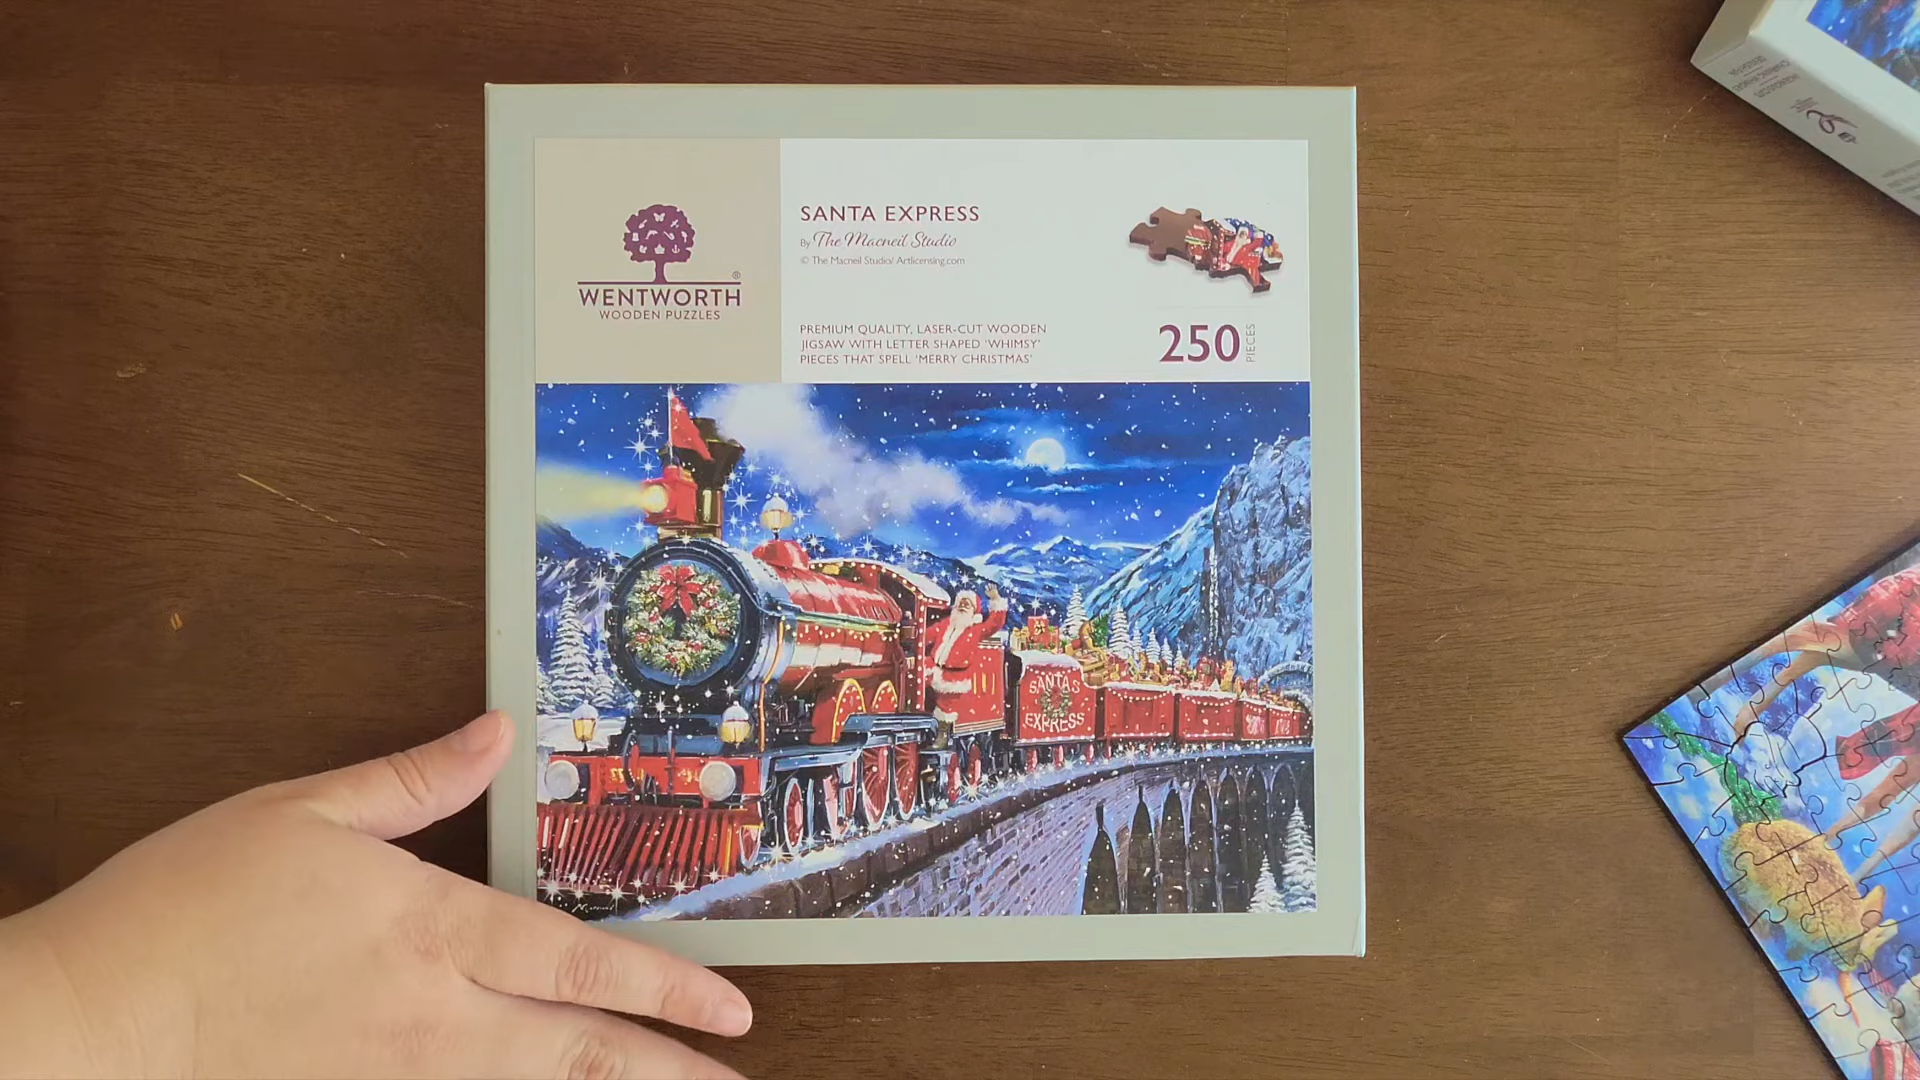 WENTWORTH
WOODEN PUZZLES
SANTA EXPRESS
By The Macneil Studio
© The Macneil Studio/ Artlicensing.com
PREMIUM QUALITY, LASER-CUT WOODEN
JIGSAW WITH LETTER SHAPED 'WHIMSY'
PIECES THAT SPELL 'MERRY CHRISTMAS'
250
PIECES
SANTA'S
EXPRESS